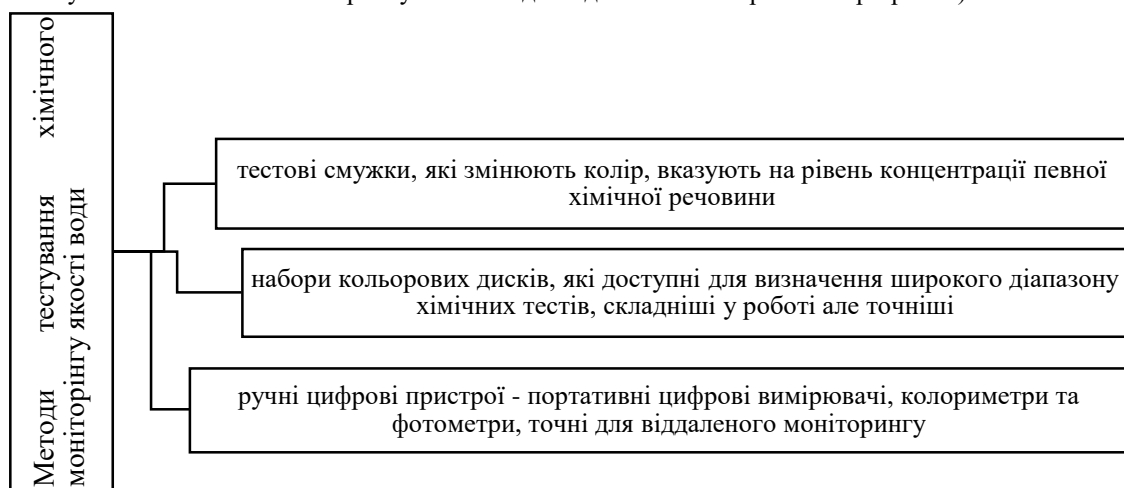 Методи тестування хімічного
моніторінгу якості води
тестові смужки, які змінюють колір, вказують на рівень концентрації певної
хімічної речовини
набори кольорових дисків, які доступні для визначення широкого діапазону
хімічних тестів, складніші у роботі але точніші
ручні цифрові пристрої - портативні цифрові вимірювачі, колориметри та
фотометри, точні для віддаленого моніторингу